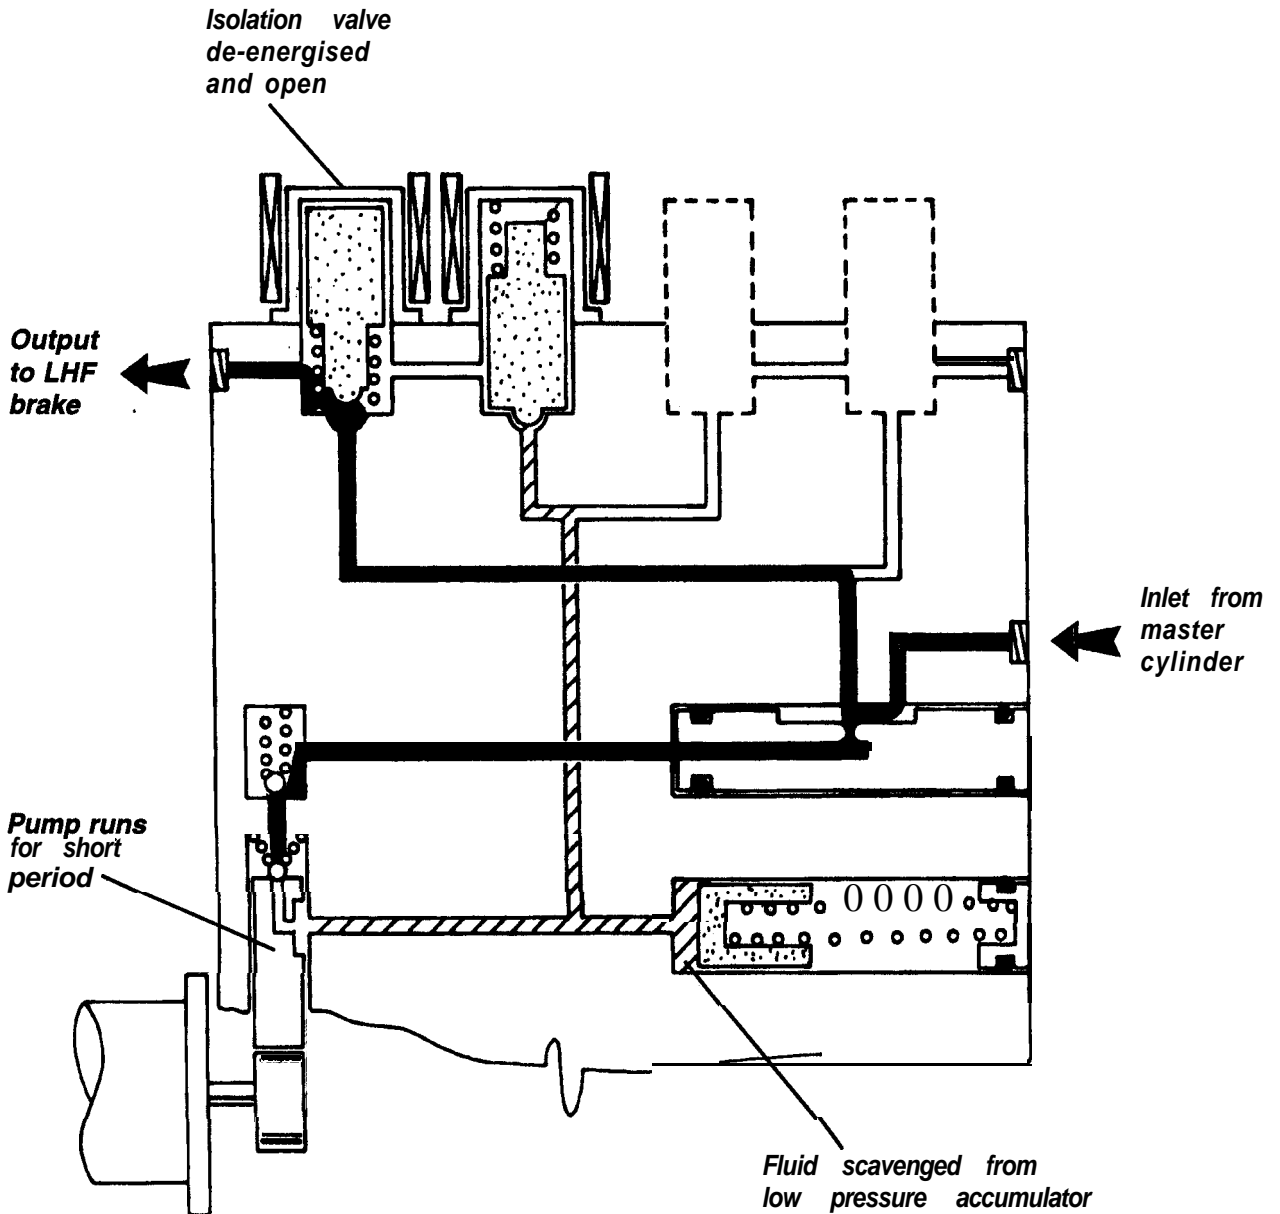 Isolation valve
de-energised
and open
Output
to LHF
brake
Inlet from
master
cylinder
Pump runs
for short
period
Fluid scavenged from
low pressure accumulator